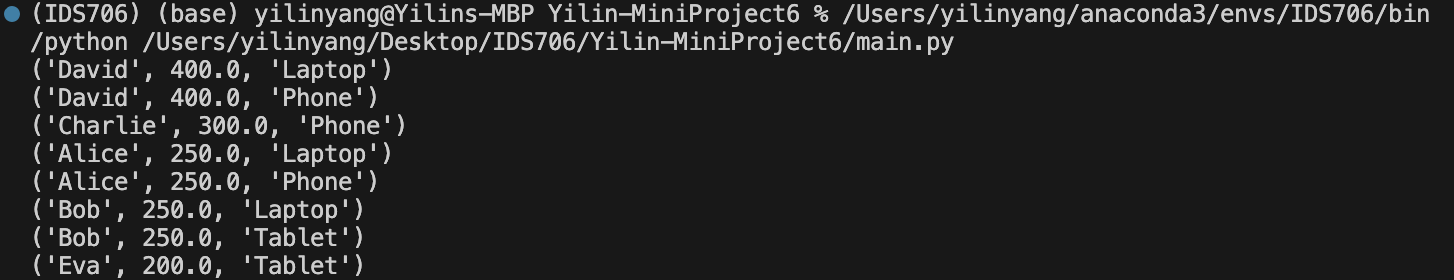 (IDS706) (base) yilinyang@Yilins-MBP Yilin-MiniProject6 % /Users/yilinyang/anaconda3/envs/IDS706/bin
/python /Users/yilinyang/Desktop/IDS706/Yilin-MiniProject6/main.py
('David', 400.0, 'Laptop')
('David', 400.0, 'Phone')
('Charlie', 300.0, 'Phone')
('Alice', 250.0, 'Laptop')
('Alice', 250.0, 'Phone')
('Bob', 250.0, 'Laptop')
('Bob', 250.0, 'Tablet')
('Eva', 200.0, 'Tablet')